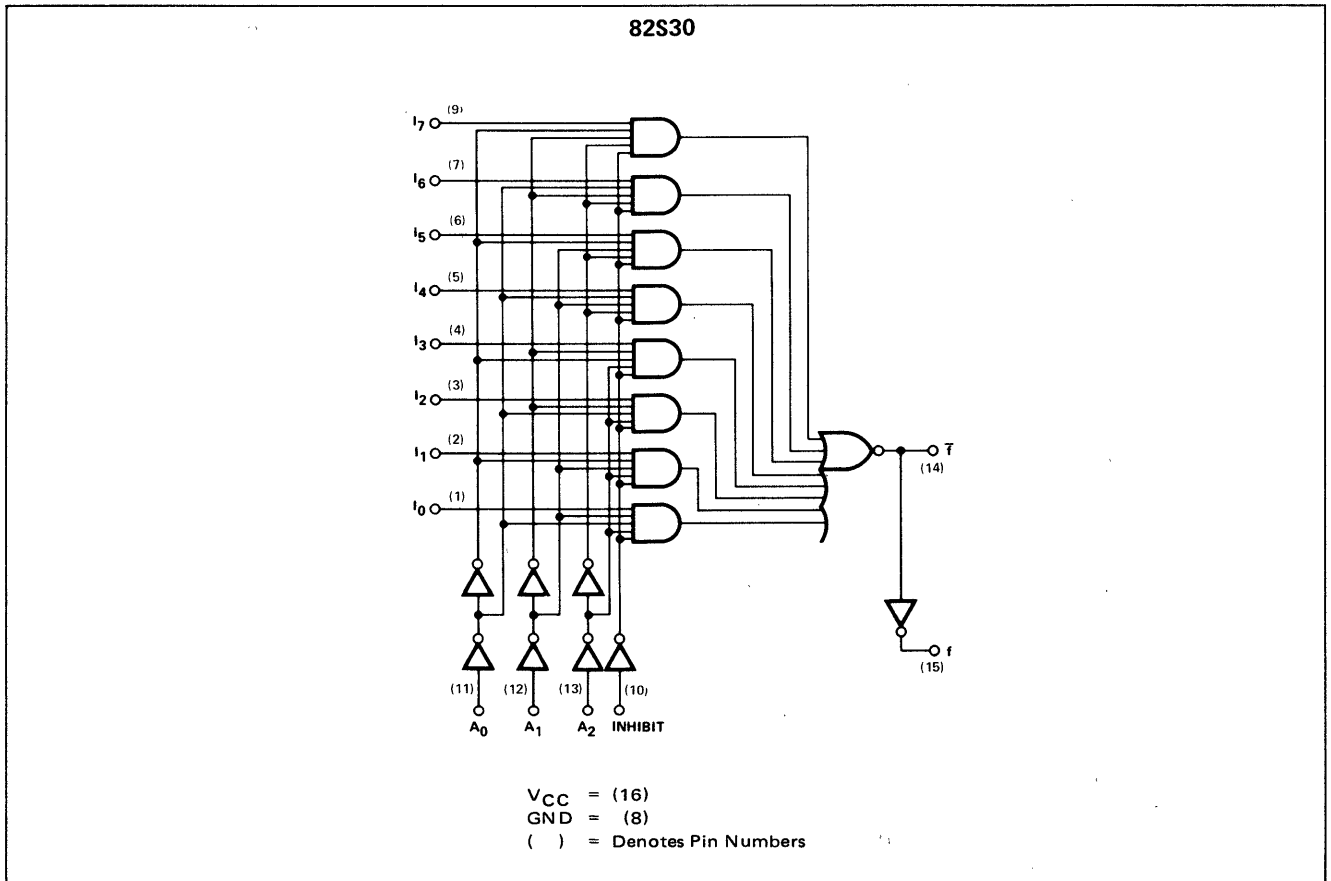 82S30
I7 (9)
I6 (7)
I5 (6)
I4 (5)
I3 (4)
I2 (3)
I1 (2)
I0 (1)
f̅
(14)
f
(15)
(11) (12) (13) (10)
A0 A1 A2 INHIBIT
VCC = (16)
GND = (8)
( ) = Denotes Pin Numbers